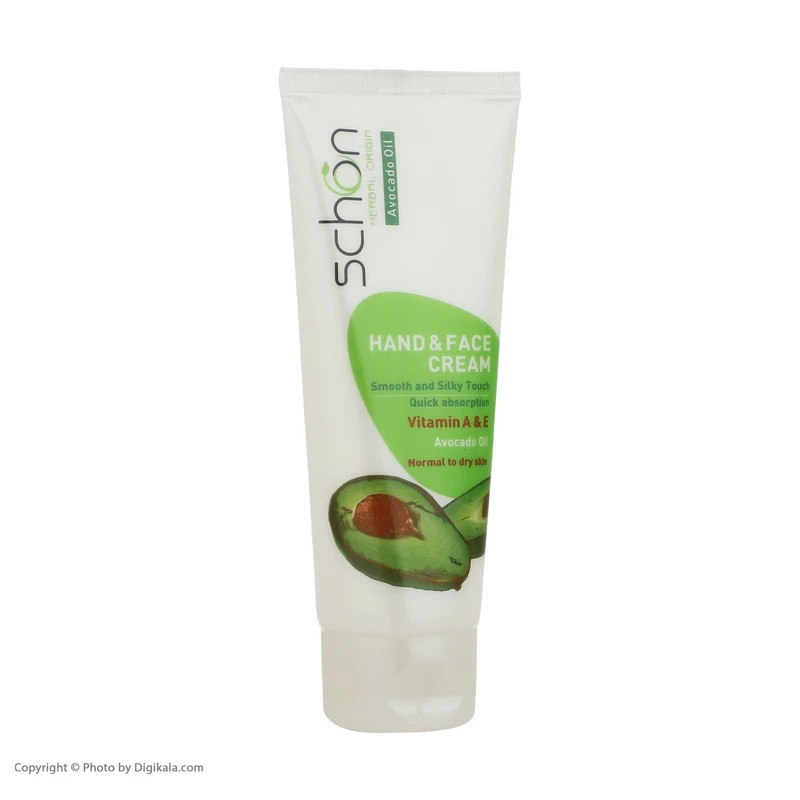 schön
HERBAL ORIGIN
Avocado Oil
HAND & FACE
CREAM
Smooth and Silky Touch
Quick absorption
Vitamin A & E
Avocado Oil
Normal to dry skin
Copyright © Photo by Digikala.com